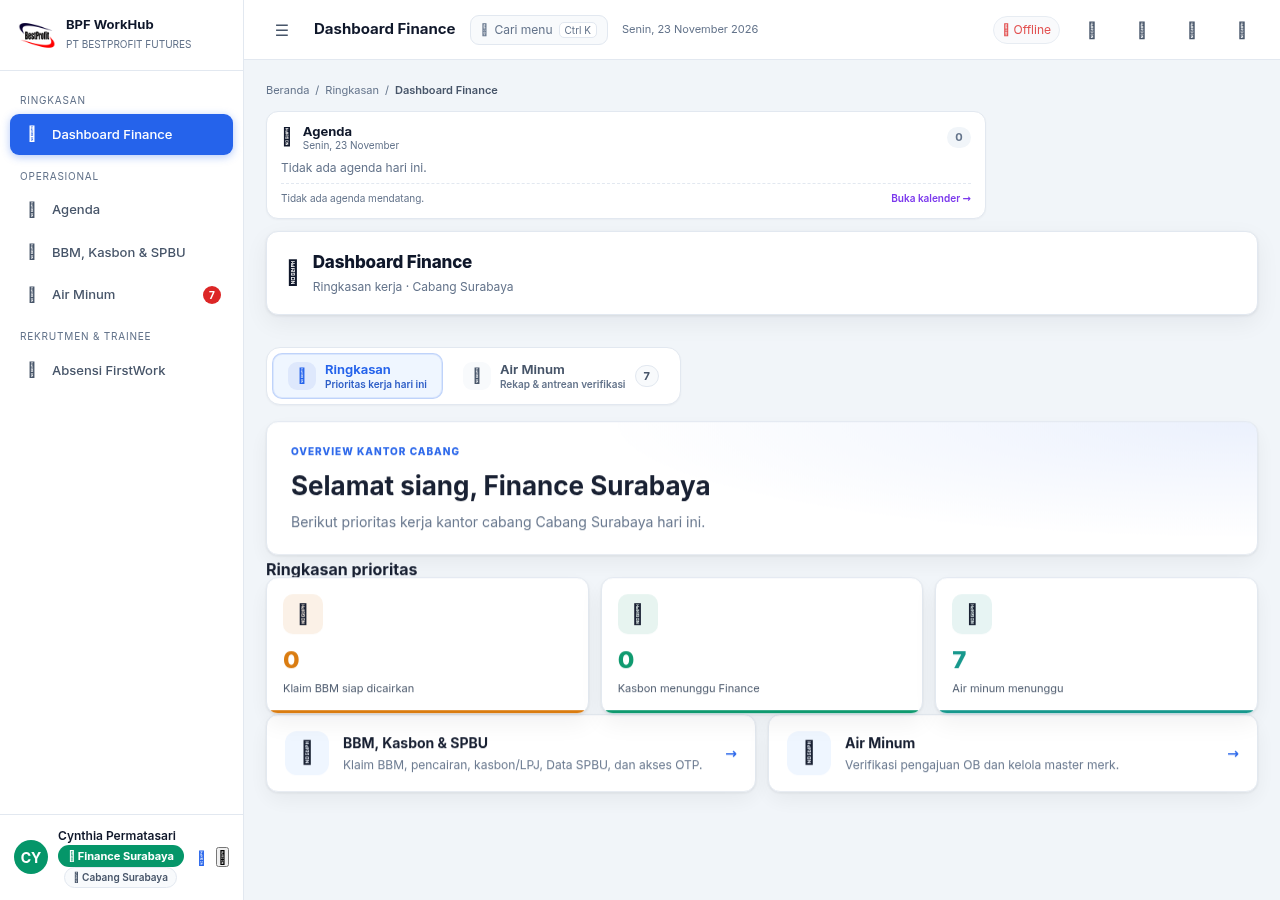 BestProfit
BPF WorkHub
PT BESTPROFIT FUTURES
RINGKASAN
Dashboard Finance
OPERASIONAL
Agenda
BBM, Kasbon & SPBU
Air Minum
7
REKRUTMEN & TRAINEE
Absensi FirstWork
CY
Cynthia Permatasari
Finance Surabaya
Cabang Surabaya
☰
Dashboard Finance
Cari menu
Ctrl K
Senin, 23 November 2026
Offline
Beranda / Ringkasan / Dashboard Finance
Agenda
Senin, 23 November
0
Tidak ada agenda hari ini.
Tidak ada agenda mendatang.
Buka kalender →
Dashboard Finance
Ringkasan kerja · Cabang Surabaya
Ringkasan
Prioritas kerja hari ini
Air Minum
Rekap & antrean verifikasi
7
OVERVIEW KANTOR CABANG
Selamat siang, Finance Surabaya
Berikut prioritas kerja kantor cabang Cabang Surabaya hari ini.
Ringkasan prioritas
0
Klaim BBM siap dicairkan
0
Kasbon menunggu Finance
7
Air minum menunggu
BBM, Kasbon & SPBU
Klaim BBM, pencairan, kasbon/LPJ, Data SPBU, dan akses OTP.
→
Air Minum
Verifikasi pengajuan OB dan kelola master merk.
→